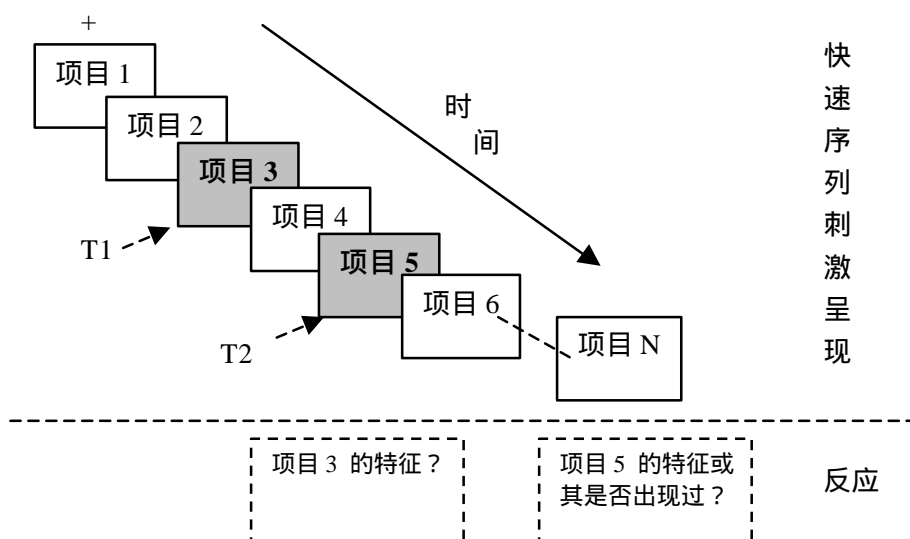 +
项目 1
项目 2
项目 3
项目 4
项目 5
项目 6
项目 N
时
间
T1
T2
快
速
序
列
刺
激
呈
现
项目 3 的特征？
项目 5 的特征或
其是否出现过？
反应